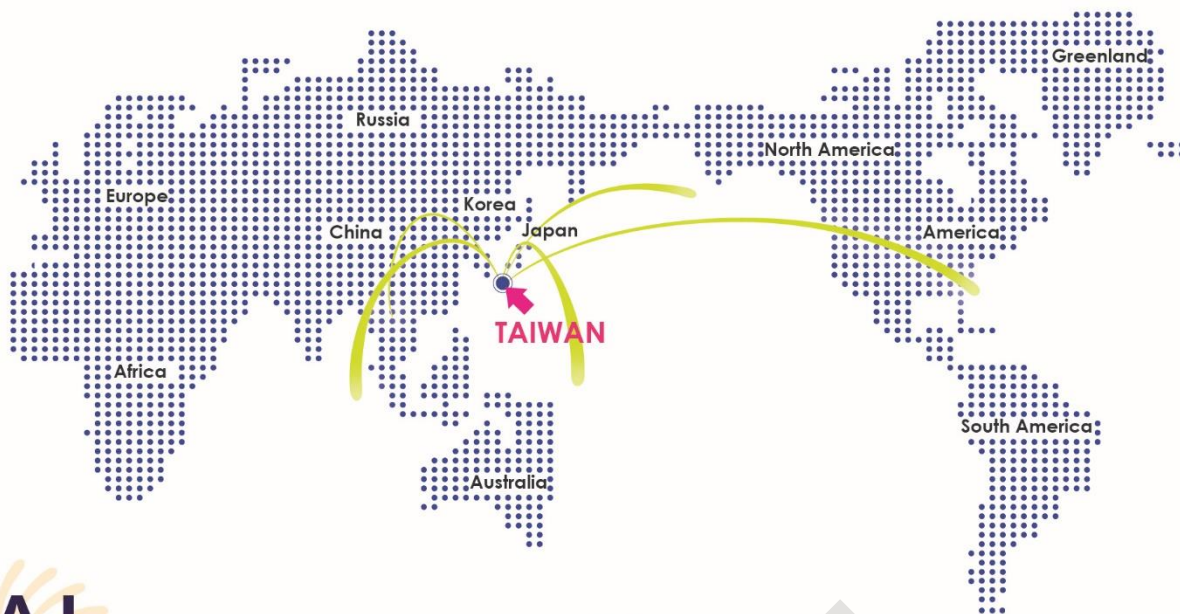 Greenland
Russia
North America
Europe
Korea
China
Japan
America
TAIWAN
Africa
South America
Australia